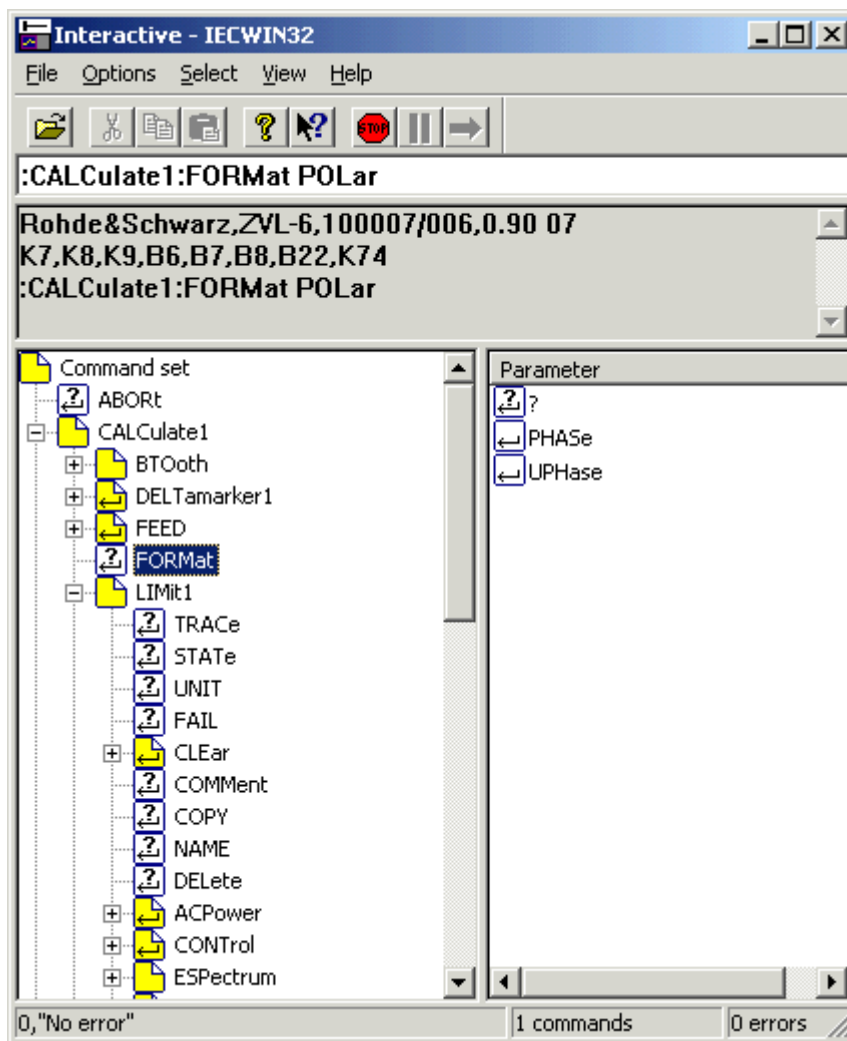 Interactive - IECWIN32
File Options Select View Help
STOP
:CALCulate1:FORMat POLar
Rohde&Schwarz,ZVL-6,100007/006,0.90 07
K7,K8,K9,B6,B7,B8,B22,K74
:CALCulate1:FORMat POLar
Command set
ABORt
CALCulate1
BTOoth
DELTamarker1
FEED
FORMat
LIMit1
TRACe
STATe
UNIT
FAIL
CLEar
COMMent
COPY
NAME
DELete
ACPower
CONTrol
ESPectrum
Parameter
?
PHASe
UPHase
0,"No error"
1 commands
0 errors